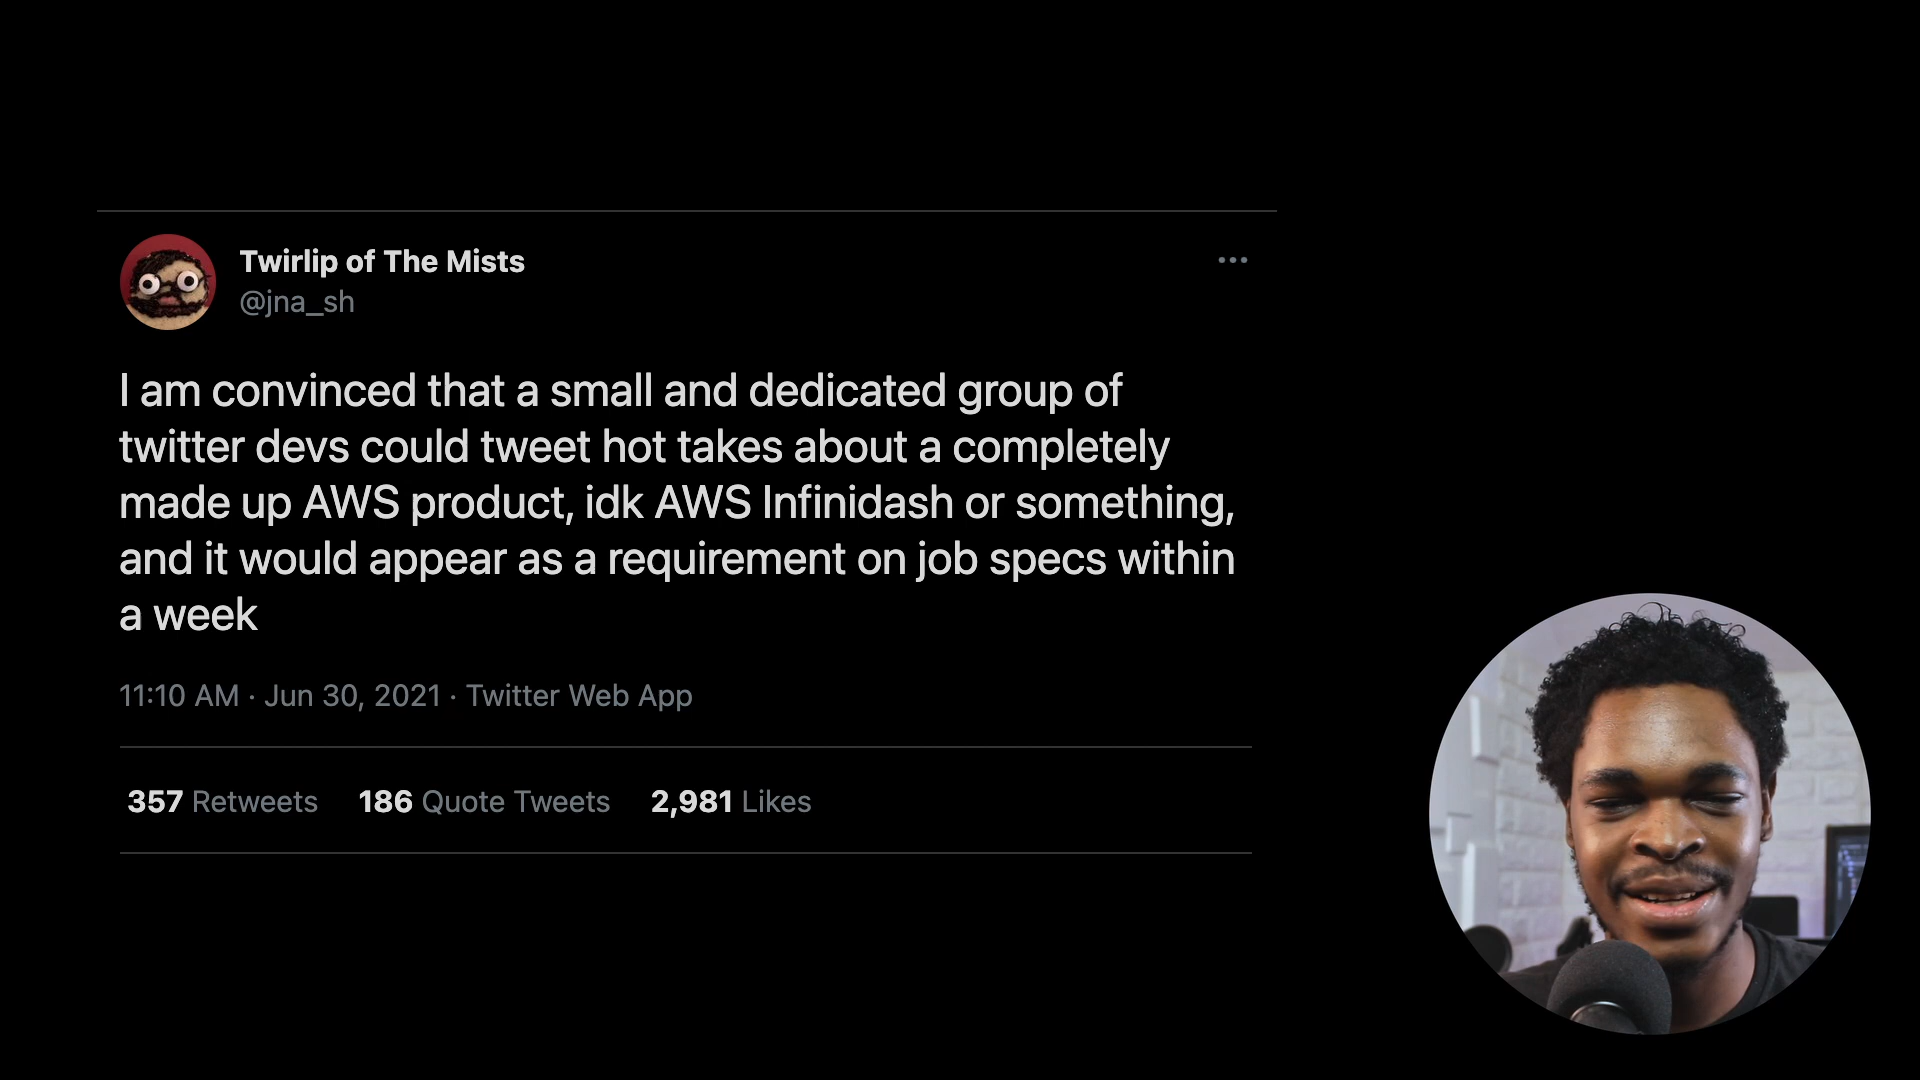 Twirlip of The Mists
@jna_sh
I am convinced that a small and dedicated group of
twitter devs could tweet hot takes about a completely
made up AWS product, idk AWS Infinidash or something,
and it would appear as a requirement on job specs within
a week
11:10 AM · Jun 30, 2021 · Twitter Web App
357 Retweets 186 Quote Tweets 2,981 Likes